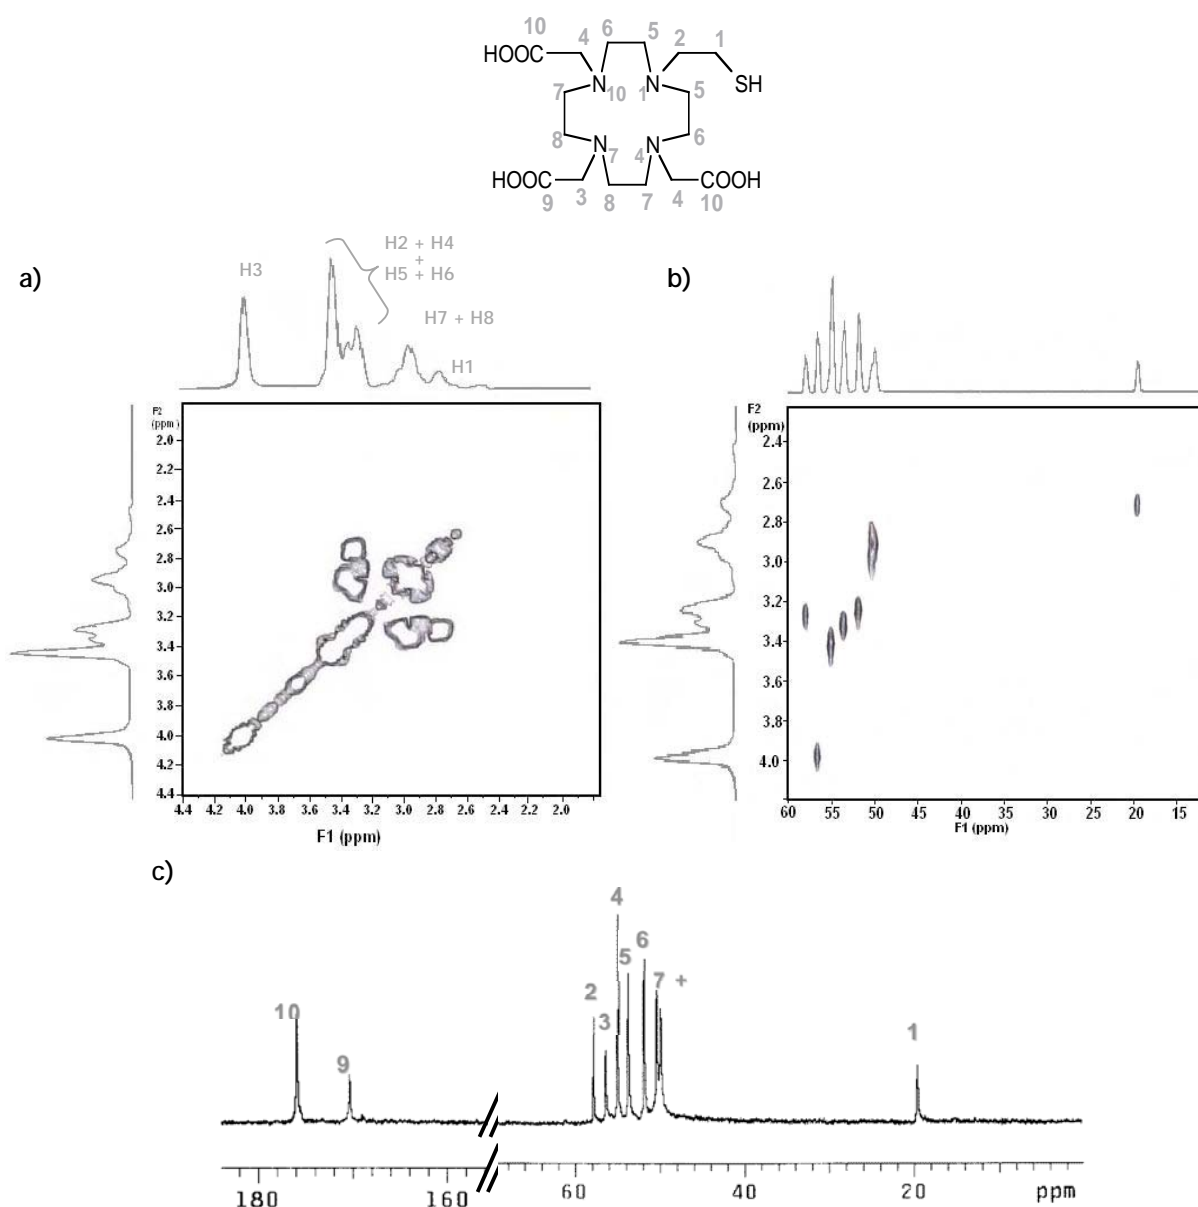 10 4 6 5 2 1
HOOC
N N SH
7 10 1 5
8 6
N N
7 4
HOOC COOH
9 3 8 7 4 10
a)
H3
H2 + H4
+
H5 + H6
H7 + H8
H1
F2
(ppm)
2.0
2.2
2.4
2.6
2.8
3.0
3.2
3.4
3.6
3.8
4.0
4.2
4.4
4.4 4.2 4.0 3.8 3.6 3.4 3.2 3.0 2.8 2.6 2.4 2.2 2.0
F1 (ppm)
b)
F2
(ppm)
2.4
2.6
2.8
3.0
3.2
3.4
3.6
3.8
4.0
60 55 50 45 40 35 30 25 20 15
F1 (ppm)
c)
10 9 2 3 4 5 6 7 + 1
180 160 60 40 20 ppm